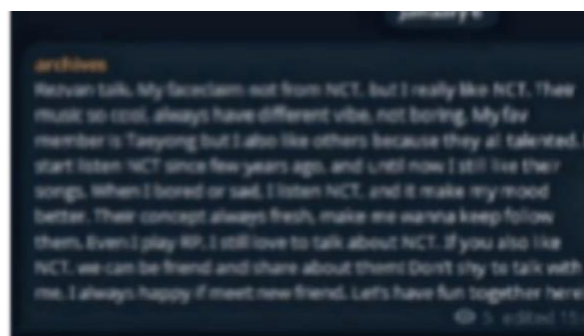 January 6
archives
Rezvan talk. My faceclaim not from NCT, but I really like NCT. Their
music so cool, always have different vibe, not boring. My fav
member is Taeyong but I also like others because they all talented.
start listen NCT since few years ago, and until now I still like their
songs. When I bored or sad, I listen NCT, and it make my mood
better. Their concept always fresh, make me wanna keep follow
them. Even I play RP, I still love to talk about NCT. If you also like
NCT, we can be friend and share about them! Don't shy to talk with
me, I always happy if meet new friend. Let's have fun together here
5 edited 15